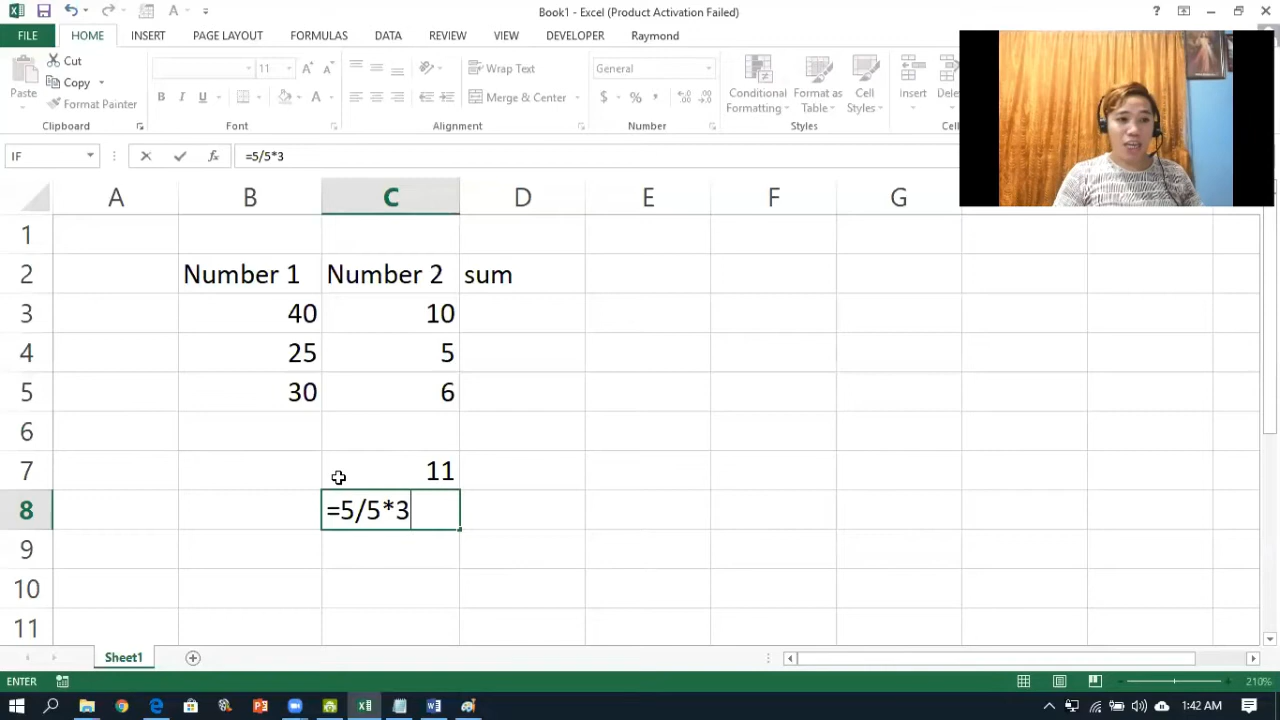 Book1 - Excel (Product Activation Failed)
FILE HOME INSERT PAGE LAYOUT FORMULAS DATA REVIEW VIEW DEVELOPER Raymond
Paste Cut Copy Format Painter
11 Wrap Text Merge & Center
General
Conditional Formatting Format as Table Cell Styles
Insert
Clipboard Font Alignment Number Styles
IF =5/5*3
A B C D E F G
1
2 Number 1 Number 2 sum
3 40 10
4 25 5
5 30 6
6
7 11
8 =5/5*3
9
10
11
Sheet1
ENTER 210%
1:42 AM